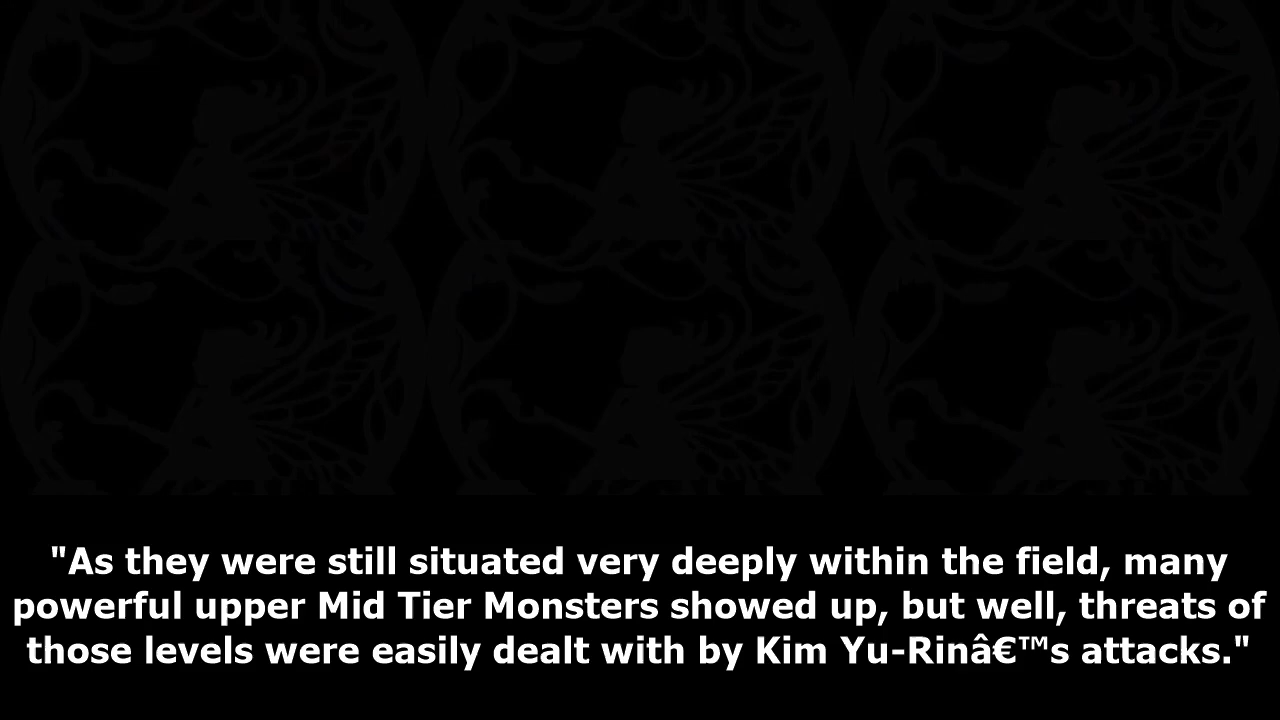 "As they were still situated very deeply within the field, many
powerful upper Mid Tier Monsters showed up, but well, threats of
those levels were easily dealt with by Kim Yu-Rinâ€™s attacks."